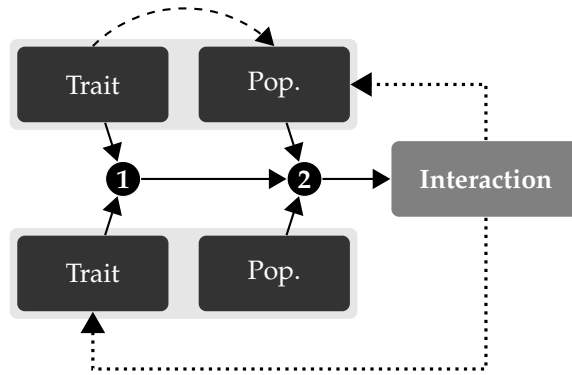 Trait
Pop.
1
2
Interaction
Trait
Pop.